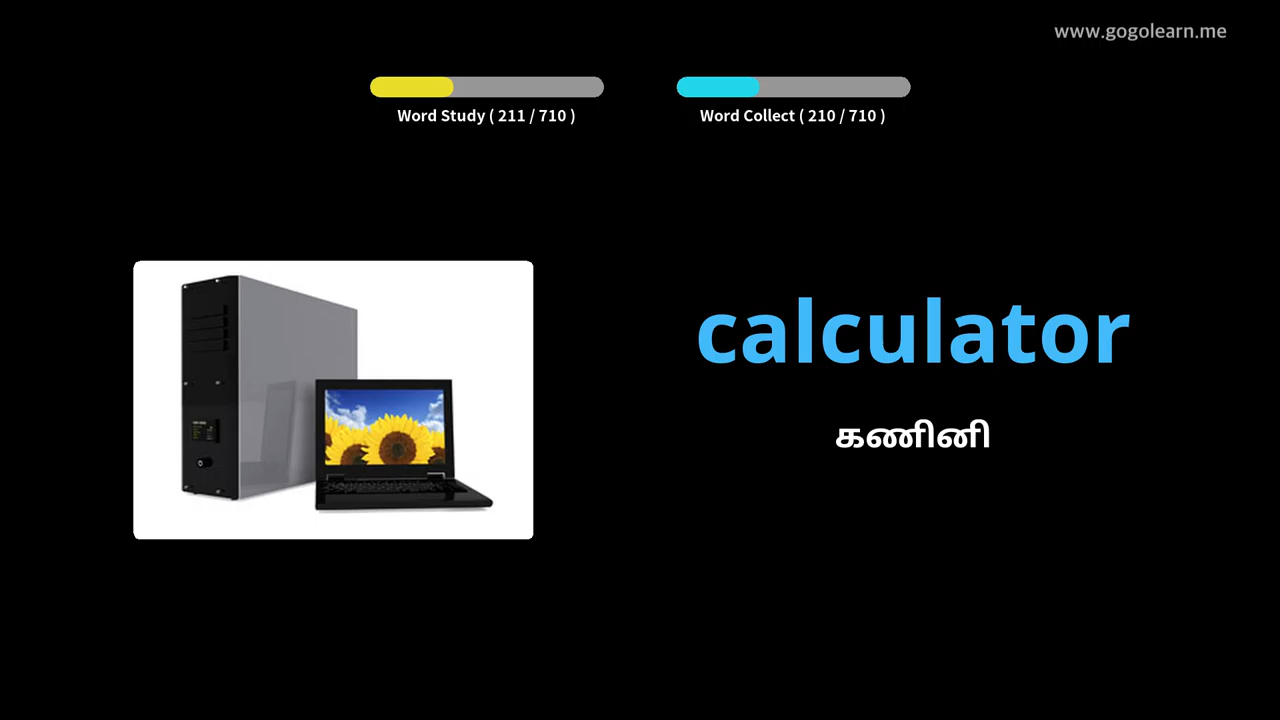 www.gogolearn.me
Word Study ( 211 / 710 )
Word Collect ( 210 / 710 )
calculator
கணினி